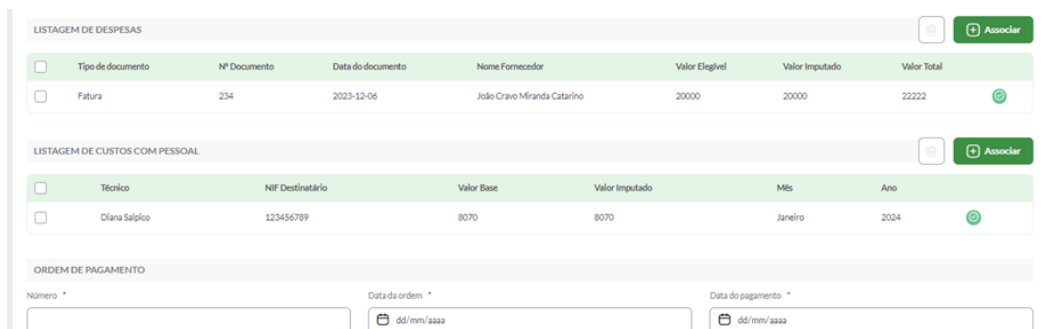 LISTAGEM DE DESPESAS
Associar
Tipo de documento Nº Documento Data do documento Nome Fornecedor Valor Elegível Valor Imputado Valor Total
Fatura 234 2023-12-06 João Cravo Miranda Catarino 20000 20000 22222
LISTAGEM DE CUSTOS COM PESSOAL
Associar
Técnico NIF Destinatário Valor Base Valor Imputado Mês Ano
Diana Salpico 123456789 8070 8070 Janeiro 2024
ORDEM DE PAGAMENTO
Número * Data da ordem * Data do pagamento *
dd/mm/aaaa dd/mm/aaaa